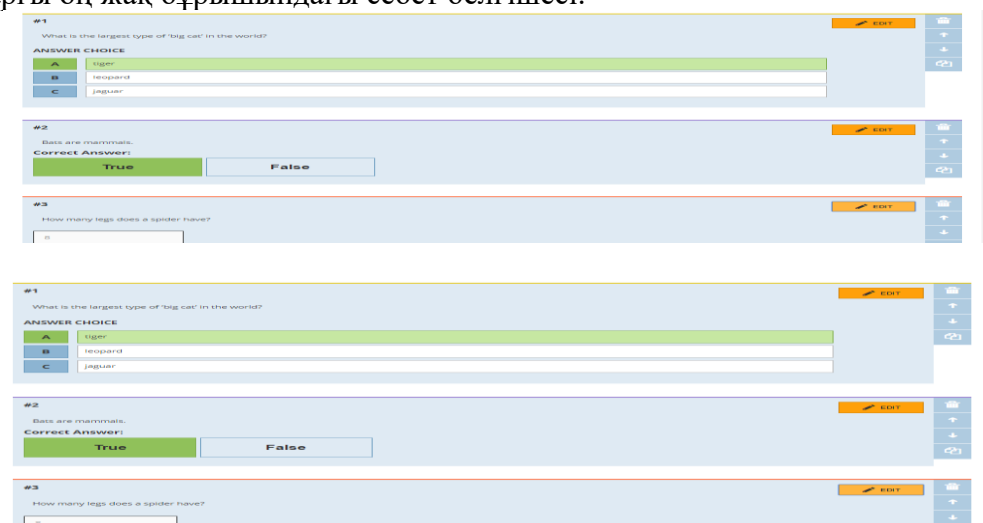 оң жақ бұрышындағы себет белгішесі.
#1
EDIT
What is the largest type of 'big cat' in the world?
ANSWER CHOICE
A tiger
B leopard
C jaguar
#2
EDIT
Bats are mammals.
Correct Answer:
True False
#3
EDIT
How many legs does a spider have?
8
#1
EDIT
What is the largest type of 'big cat' in the world?
ANSWER CHOICE
A tiger
B leopard
C jaguar
#2
EDIT
Bats are mammals.
Correct Answer:
True False
#3
EDIT
How many legs does a spider have?